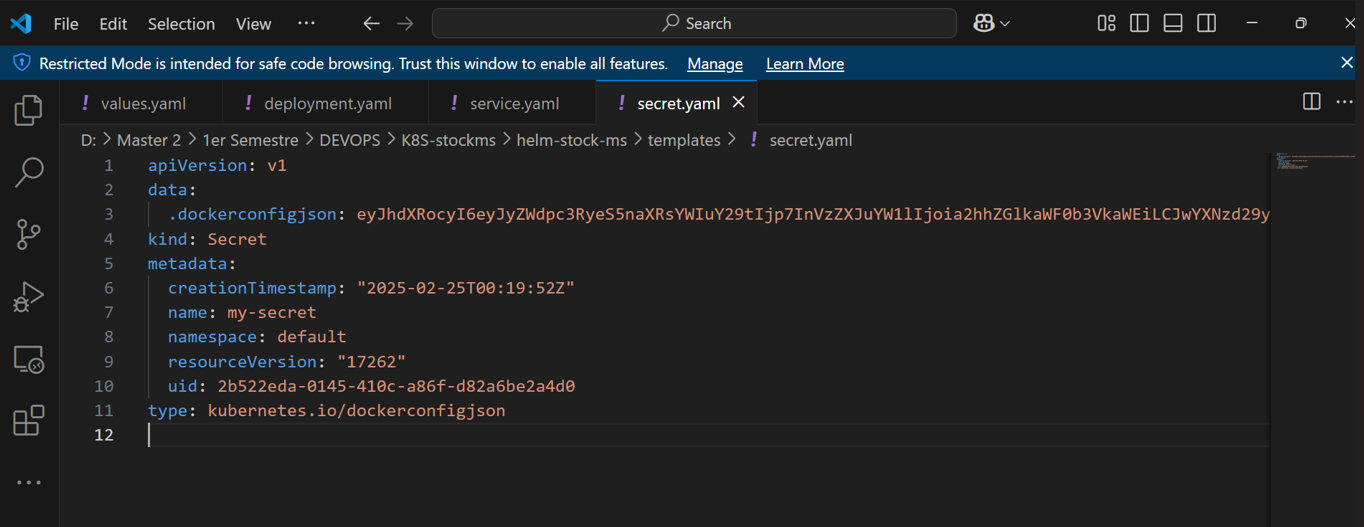 File Edit Selection View ··· Search
Restricted Mode is intended for safe code browsing. Trust this window to enable all features. Manage Learn More
values.yaml deployment.yaml service.yaml secret.yaml
D: > Master 2 > 1er Semestre > DEVOPS > K8S-stockms > helm-stock-ms > templates > ! secret.yaml
1 apiVersion: v1
2 data:
3 .dockerconfigjson: eyJhdXRocyI6eyJyZWdpc3RyeS5naXRsYWIuY29tIjp7InVzZXJuYW1lIjoia2hhZGlkaWF0b3VkaWEiLCJwYXNzd29y
4 kind: Secret
5 metadata:
6 creationTimestamp: "2025-02-25T00:19:52Z"
7 name: my-secret
8 namespace: default
9 resourceVersion: "17262"
10 uid: 2b522eda-0145-410c-a86f-d82a6be2a4d0
11 type: kubernetes.io/dockerconfigjson
12